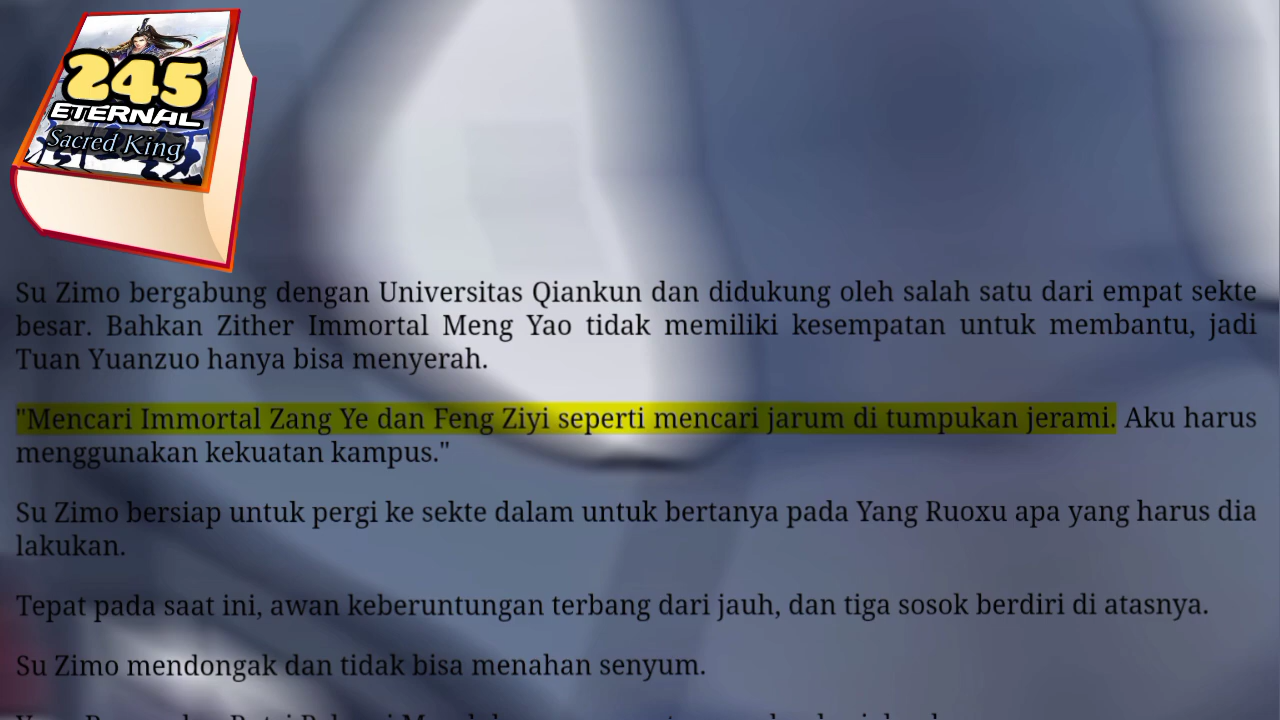 245
ETERNAL
Sacred King
Su Zimo bergabung dengan Universitas Qiankun dan didukung oleh salah satu dari empat sekte
besar. Bahkan Zither Immortal Meng Yao tidak memiliki kesempatan untuk membantu, jadi
Tuan Yuanzuo hanya bisa menyerah.
"Mencari Immortal Zang Ye dan Feng Ziyi seperti mencari jarum di tumpukan jerami. Aku harus
menggunakan kekuatan kampus."
Su Zimo bersiap untuk pergi ke sekte dalam untuk bertanya pada Yang Ruoxu apa yang harus dia
lakukan.
Tepat pada saat ini, awan keberuntungan terbang dari jauh, dan tiga sosok berdiri di atasnya.
Su Zimo mendongak dan tidak bisa menahan senyum.